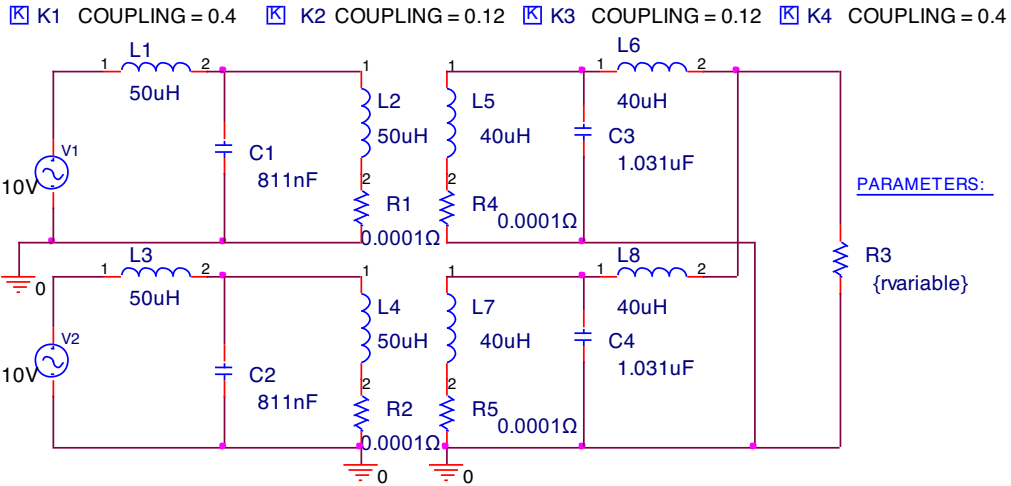 K K1 COUPLING = 0.4 K K2 COUPLING = 0.12 K K3 COUPLING = 0.12 K K4 COUPLING = 0.4
1 L1 2 1 1 1 L6 2
50uH L2 L5 40uH
50uH 40uH C3
V1 C1 1.031uF
10V 811nF 2 2 PARAMETERS:
R1 R4
0.0001Ω 0.0001Ω
0 1 L3 2 1 1 1 L8 2 R3
50uH {rvariable}
L4 L7 40uH
50uH 40uH C4
V2 C2 1.031uF
10V 811nF 2 2
R2 R5
0.0001Ω 0.0001Ω
0 0